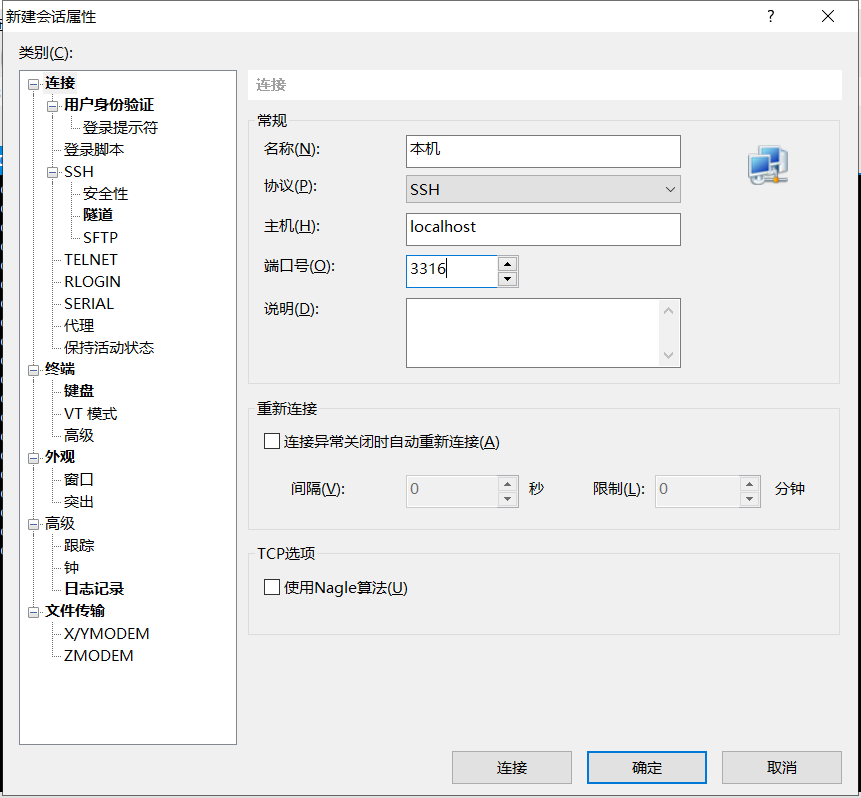 新建会话属性
?
类别(C):
连接
用户身份验证
登录提示符
登录脚本
SSH
安全性
隧道
SFTP
TELNET
RLOGIN
SERIAL
代理
保持活动状态
终端
键盘
VT 模式
高级
外观
窗口
突出
高级
跟踪
钟
日志记录
文件传输
X/YMODEM
ZMODEM
连接
常规
名称(N): 本机
协议(P): SSH
主机(H): localhost
端口号(O): 3316
说明(D):
重新连接
连接异常关闭时自动重新连接(A)
间隔(V): 0 秒 限制(L): 0 分钟
TCP选项
使用Nagle算法(U)
连接 确定 取消